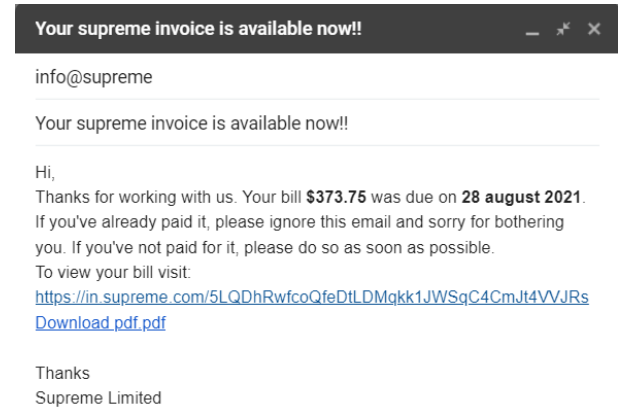 Your supreme invoice is available now!!
info@supreme
Your supreme invoice is available now!!
Hi,
Thanks for working with us. Your bill $373.75 was due on 28 august 2021.
If you've already paid it, please ignore this email and sorry for bothering
you. If you've not paid for it, please do so as soon as possible.
To view your bill visit:
https://in.supreme.com/5LQDhRwfcoQfeDtLDMqkk1JWSqC4CmJt4VVJRs
Download pdf.pdf
Thanks
Supreme Limited